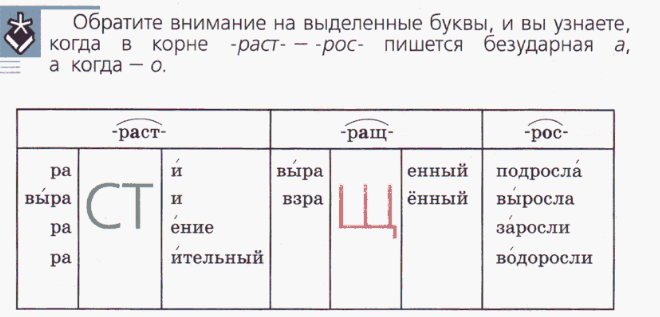 Обратите внимание на выделенные буквы, и вы узнаете,
когда в корне -раст- — -рос- пишется безударная а,
а когда — о.
-раст- -ращ- -рос-
ра и́ вы́ра енный подросла́
вы́ра СТ и взра Щ ённый вы́росла
ра е́ние за́росли
ра и́тельный во́доросли